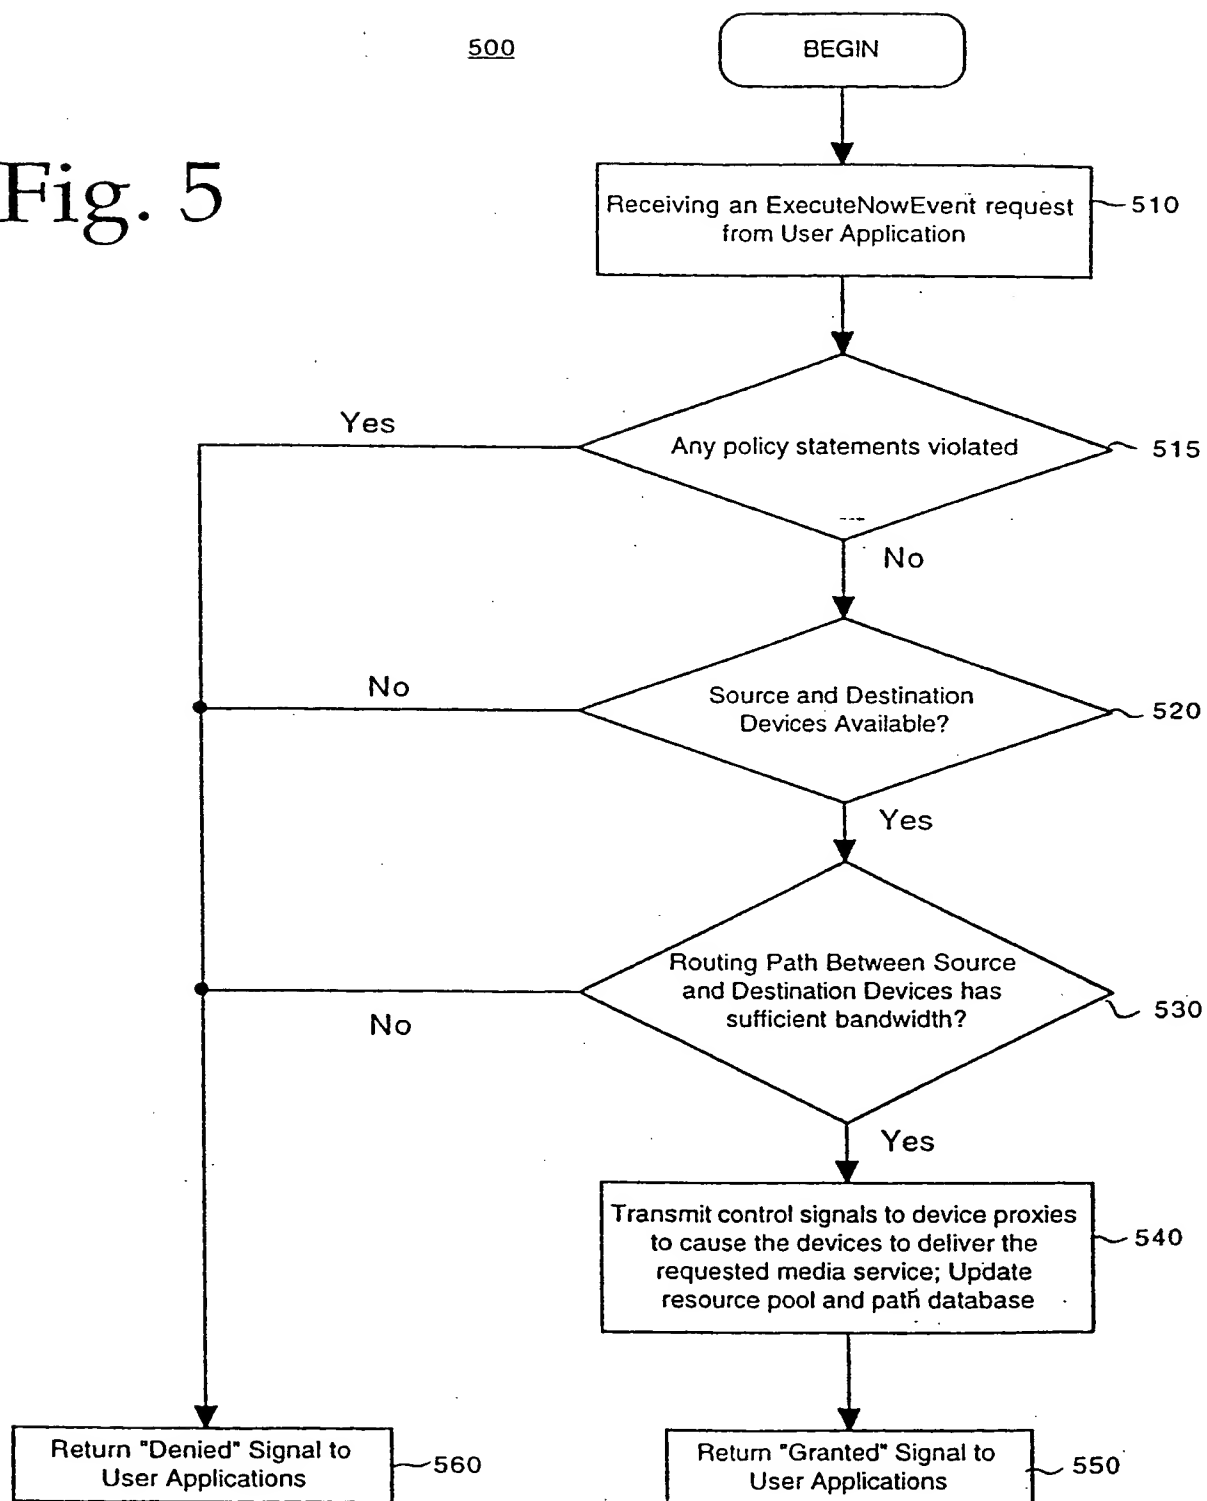 500
BEGIN
Fig. 5
Receiving an ExecuteNowEvent request
from User Application
510
Yes
Any policy statements violated
515
No
No
Source and Destination
Devices Available?
520
Yes
Routing Path Between Source
and Destination Devices has
sufficient bandwidth?
530
No
Yes
Transmit control signals to device proxies
to cause the devices to deliver the
requested media service; Update
resource pool and path database
540
Return "Denied" Signal to
User Applications
560
Return "Granted" Signal to
User Applications
550